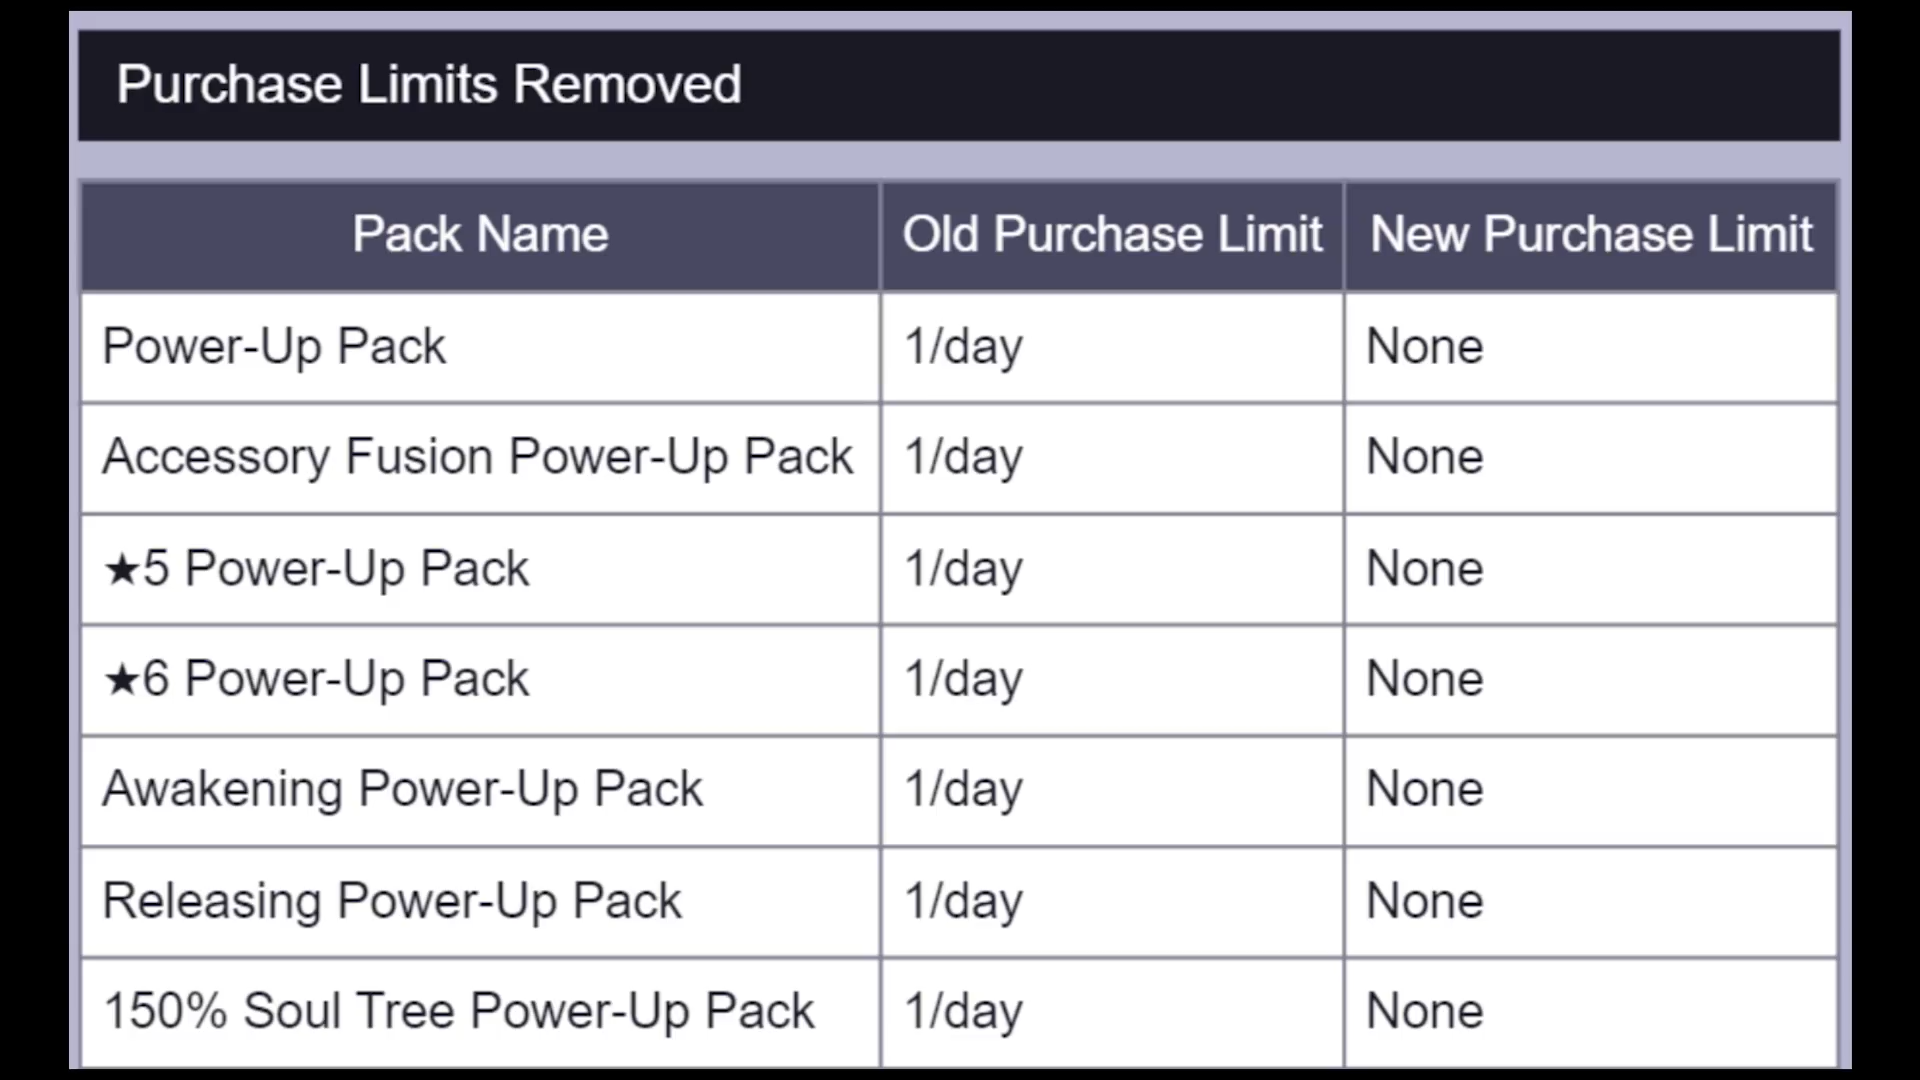 Purchase Limits Removed
Pack Name Old Purchase Limit New Purchase Limit
Power-Up Pack 1/day None
Accessory Fusion Power-Up Pack 1/day None
★5 Power-Up Pack 1/day None
★6 Power-Up Pack 1/day None
Awakening Power-Up Pack 1/day None
Releasing Power-Up Pack 1/day None
150% Soul Tree Power-Up Pack 1/day None